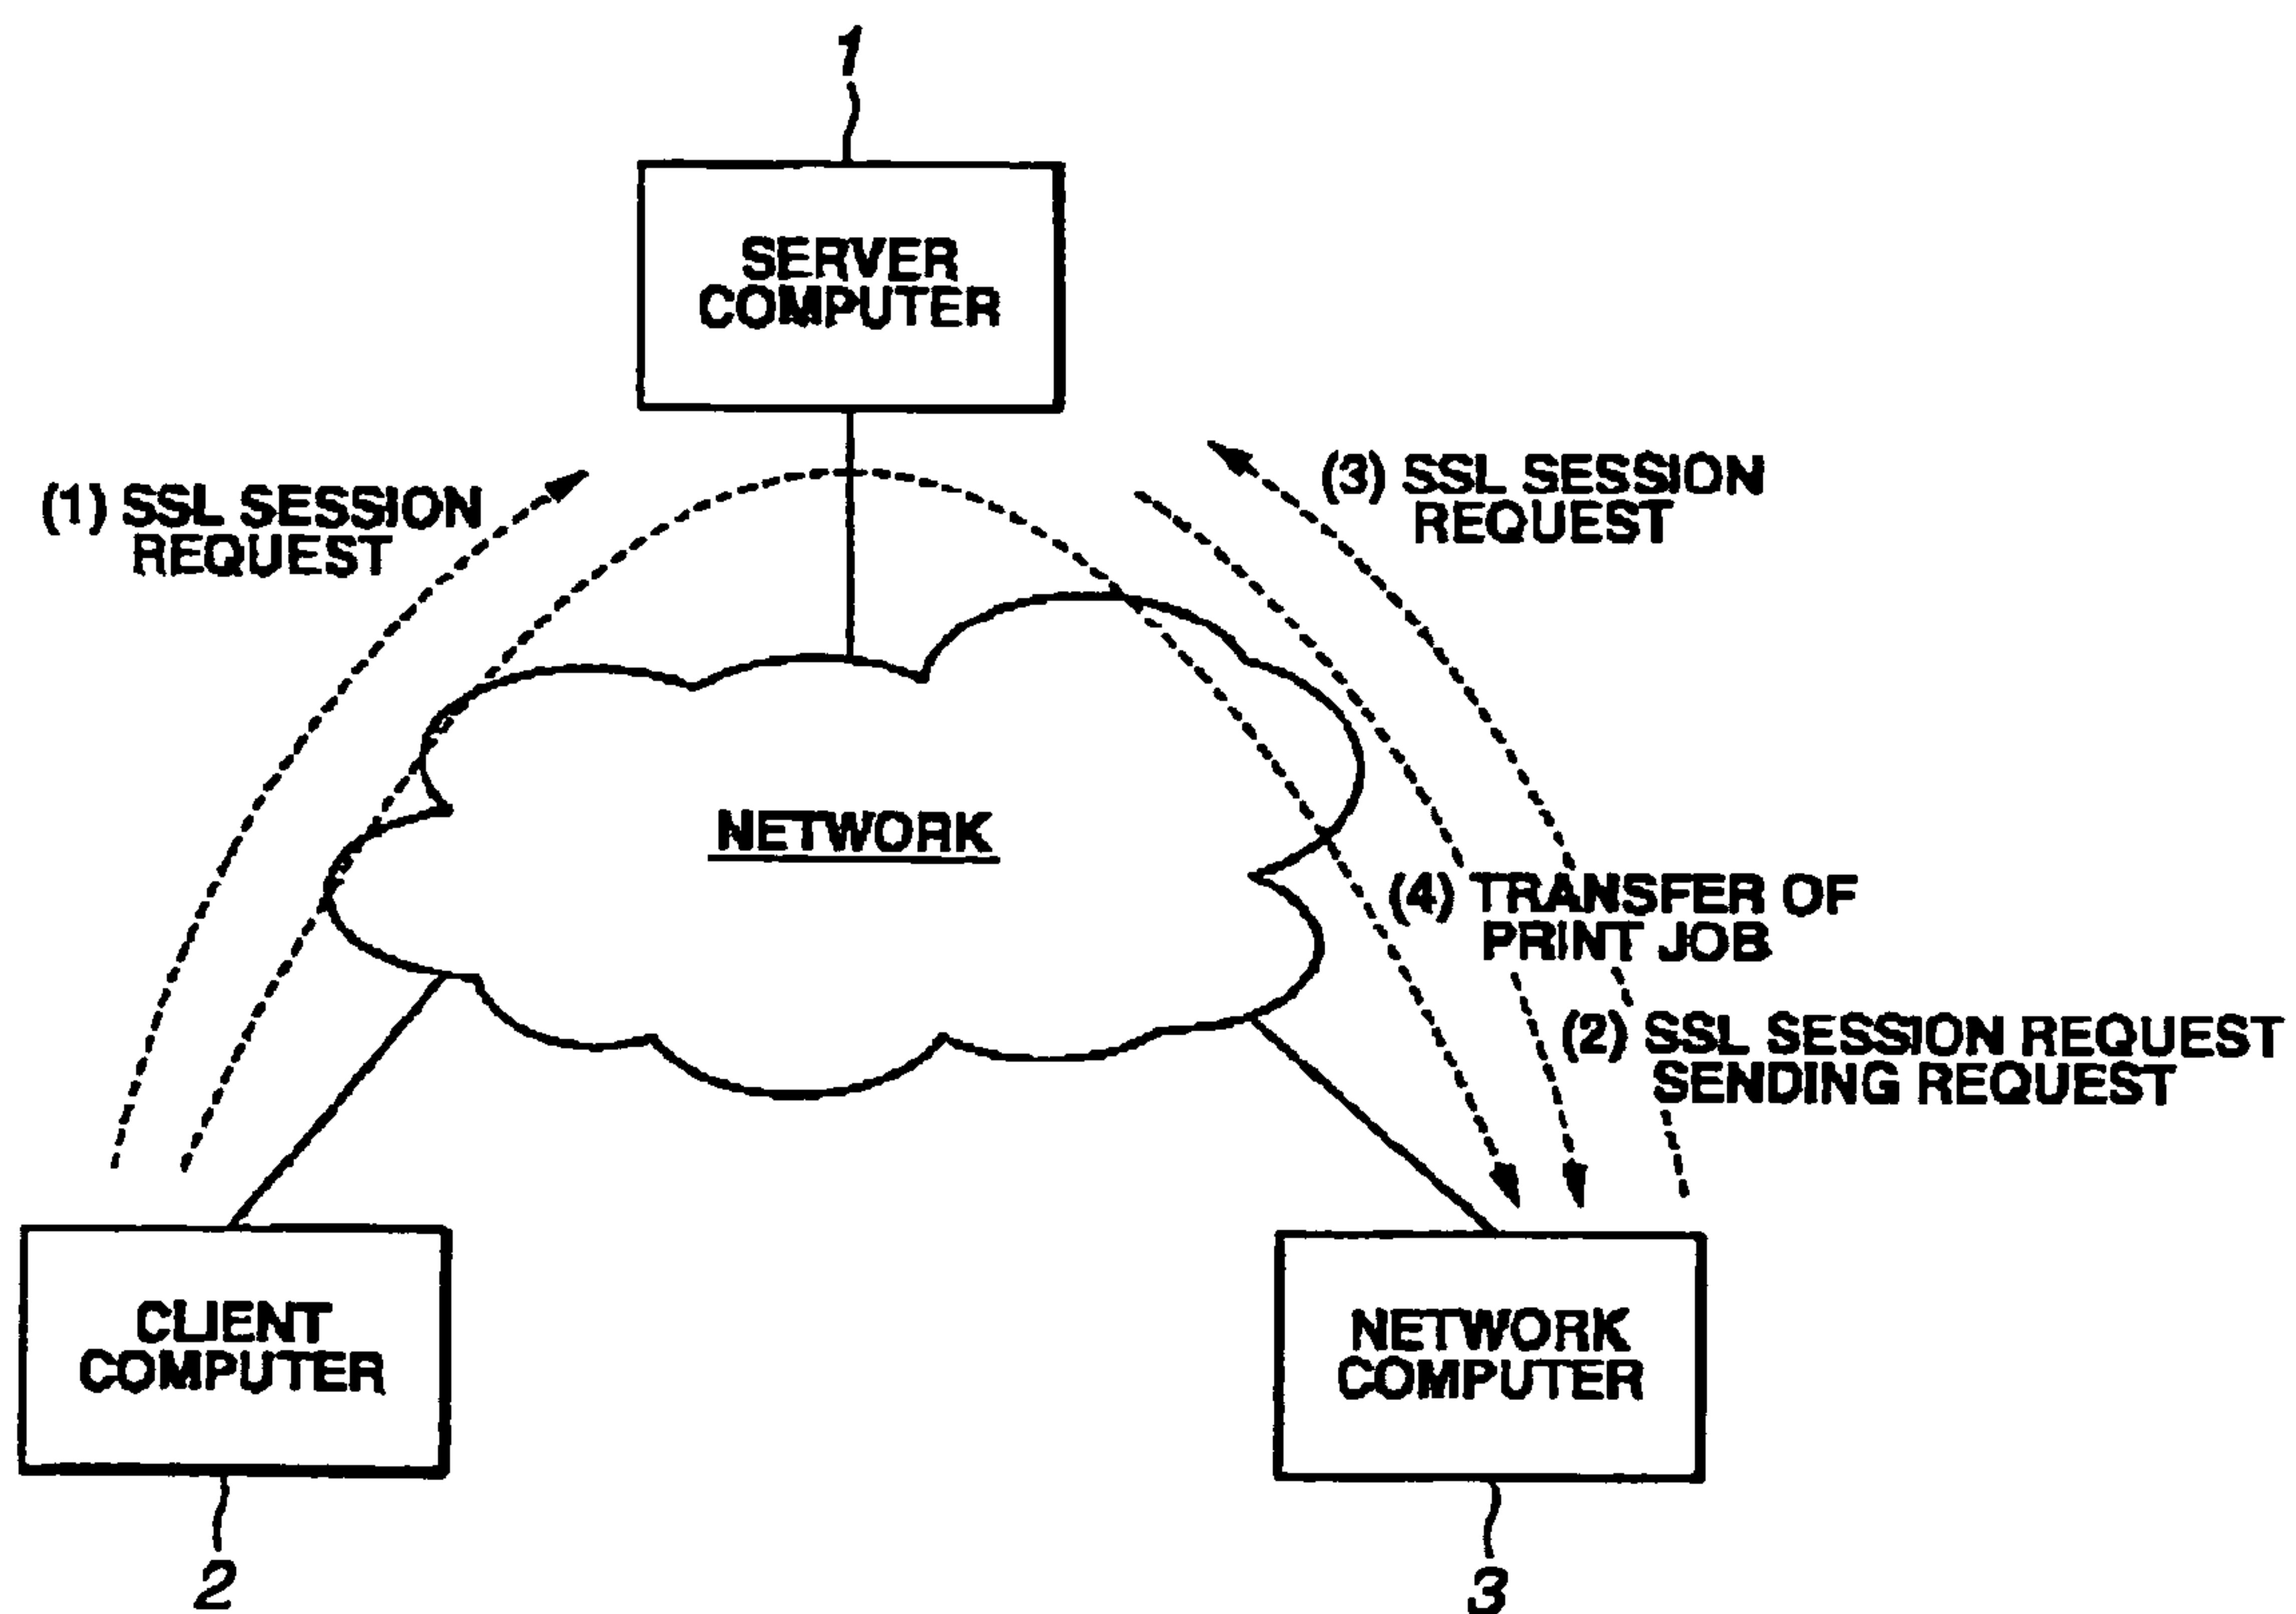 1
SERVER
COMPUTER
(1) SSL SESSION
REQUEST
(3) SSL SESSION
REQUEST
NETWORK
(4) TRANSFER OF
PRINT JOB
(2) SSL SESSION REQUEST
SENDING REQUEST
CLIENT
COMPUTER
NETWORK
COMPUTER
2
3